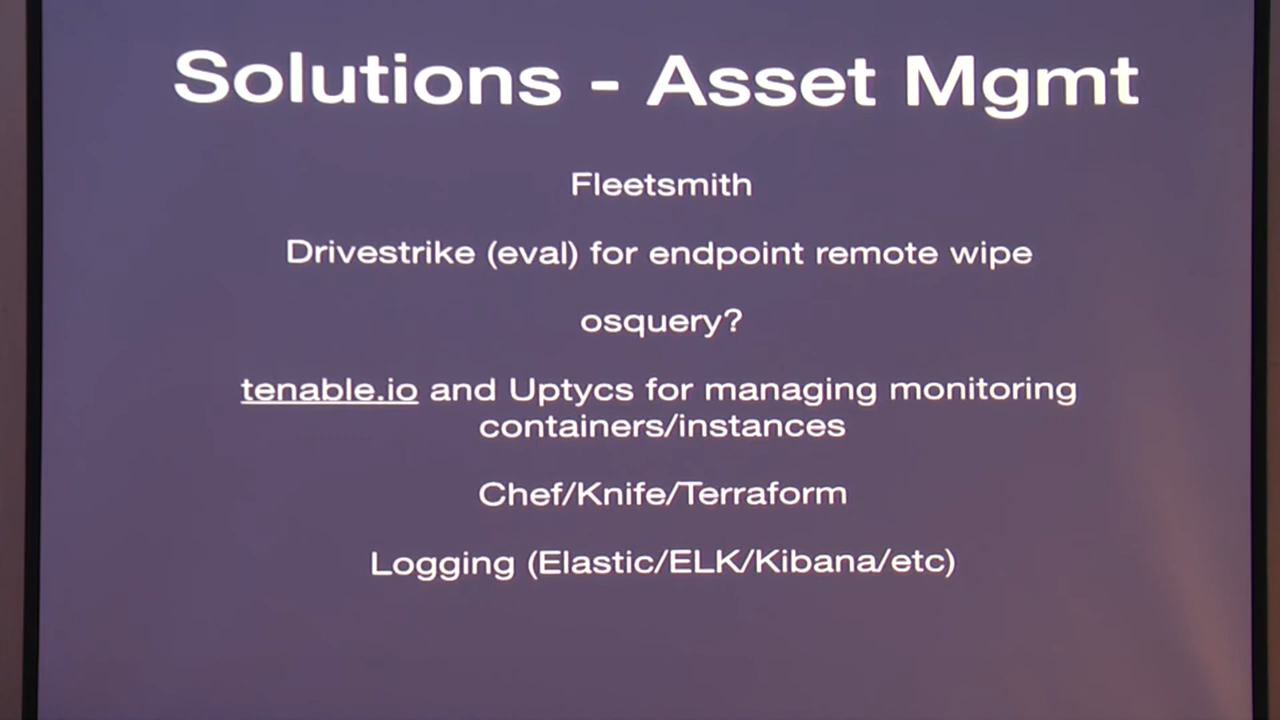 Solutions - Asset Mgmt
Fleetsmith
Drivestrike (eval) for endpoint remote wipe
osquery?
tenable.io and Uptycs for managing monitoring
containers/instances
Chef/Knife/Terraform
Logging (Elastic/ELK/Kibana/etc)